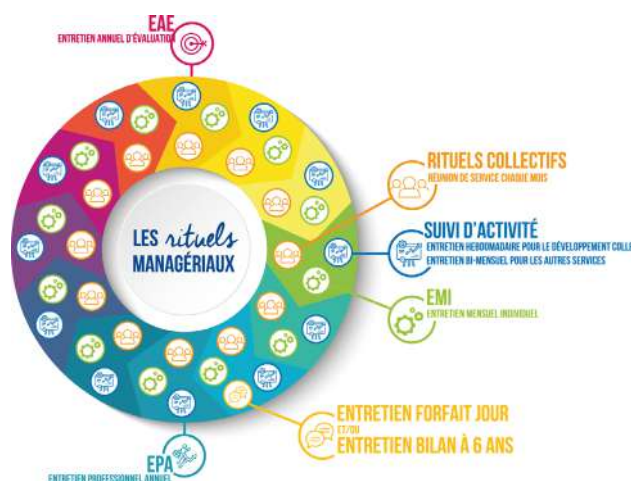 EAE
ENTRETIEN ANNUEL D'ÉVALUATION
RITUELS COLLECTIFS
RÉUNION DE SERVICE CHAQUE MOIS
LES rituels
MANAGÉRIAUX
SUIVI D'ACTIVITÉ
ENTRETIEN HEBDOMADAIRE POUR LE DÉVELOPPEMENT COLLE
ENTRETIEN BI-MENSUEL POUR LES AUTRES SERVICES
EMI
ENTRETIEN MENSUEL INDIVIDUEL
ENTRETIEN FORFAIT JOUR
ET/OU
ENTRETIEN BILAN À 6 ANS
EPA
ENTRETIEN PROFESSIONNEL ANNUEL